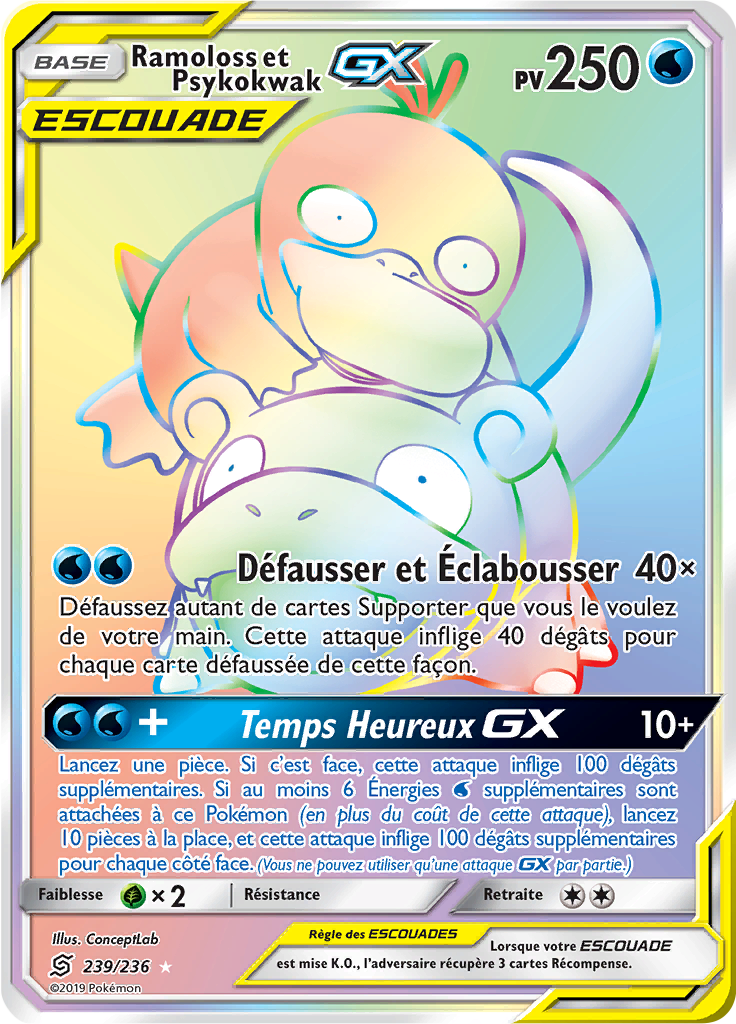 BASE
Ramoloss et
Psykokwak GX
PV 250
ESCOUADE
Défausser et Éclabousser 40×
Défaussez autant de cartes Supporter que vous le voulez
de votre main. Cette attaque inflige 40 dégâts pour
chaque carte défaussée de cette façon.
+ Temps Heureux GX 10+
Lancez une pièce. Si c'est face, cette attaque inflige 100 dégâts
supplémentaires. Si au moins 6 Énergies supplémentaires sont
attachées à ce Pokémon (en plus du coût de cette attaque), lancez
10 pièces à la place, et cette attaque inflige 100 dégâts supplémentaires
pour chaque côté face. (Vous ne pouvez utiliser qu'une attaque GX par partie.)
Faiblesse ×2 Résistance Retraite
Illus. ConceptLab
239/236
©2019 Pokémon
Règle des ESCOUADES
Lorsque votre ESCOUADE
est mise K.O., l'adversaire récupère 3 cartes Récompense.